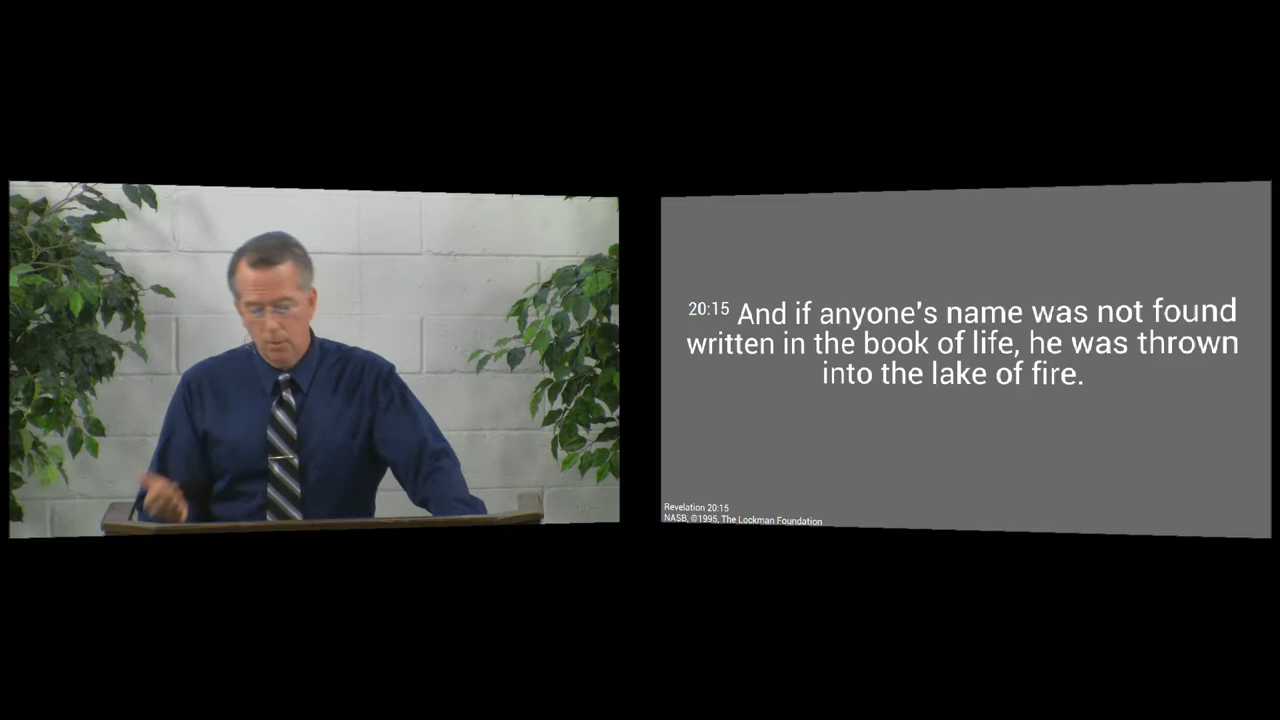 20:15 And if anyone's name was not found
written in the book of life, he was thrown
into the lake of fire.
Revelation 20:15
NASB, ©1995, The Lockman Foundation